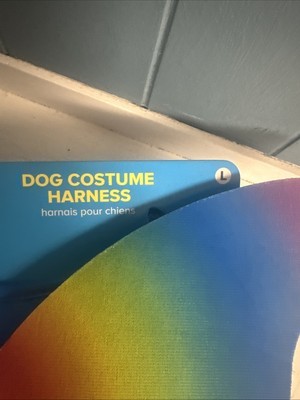 DOG COSTUME
HARNESS
harnais pour chiens
L